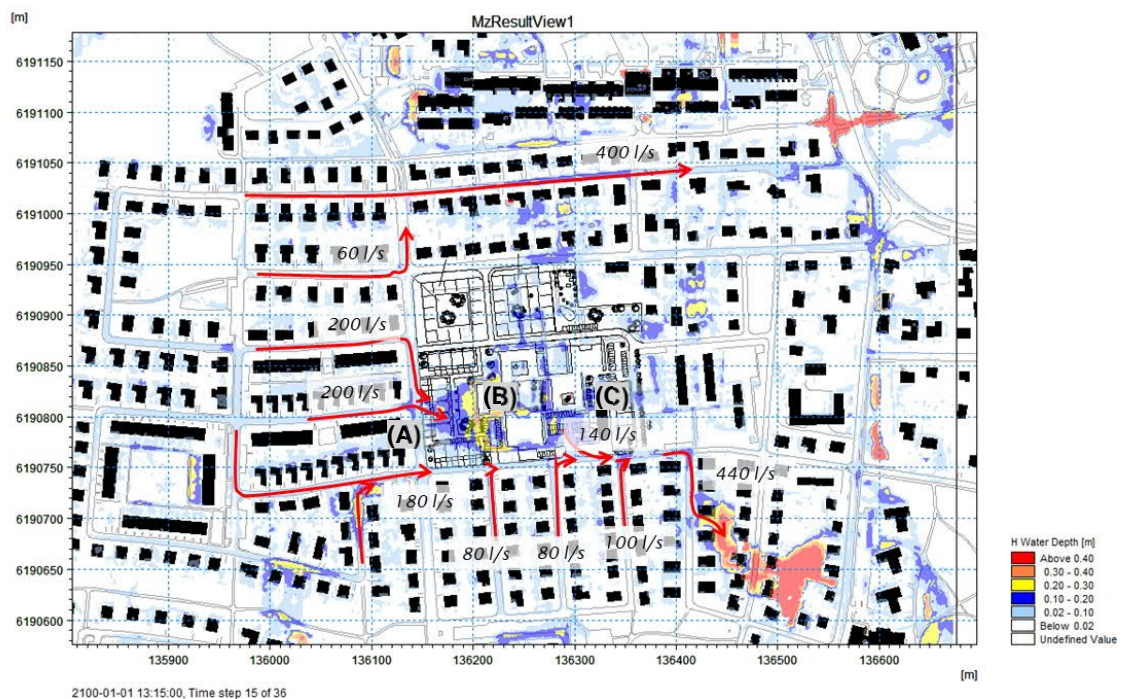 MzResultView1
[m]
6191150
6191100
6191050
6191000
6190950
6190900
6190850
6190800
6190750
6190700
6190650
6190600
400 l/s
60 l/s
200 l/s
200 l/s
(B)
(C)
(A)
140 l/s
180 l/s
440 l/s
80 l/s
80 l/s
100 l/s
135900
136000
136100
136200
136300
136400
136500
136600
[m]
H Water Depth [m]
Above 0.40
0.30 - 0.40
0.20 - 0.30
0.10 - 0.20
0.02 - 0.10
Below 0.02
Undefined Value
2100-01-01 13:15:00, Time step 15 of 36